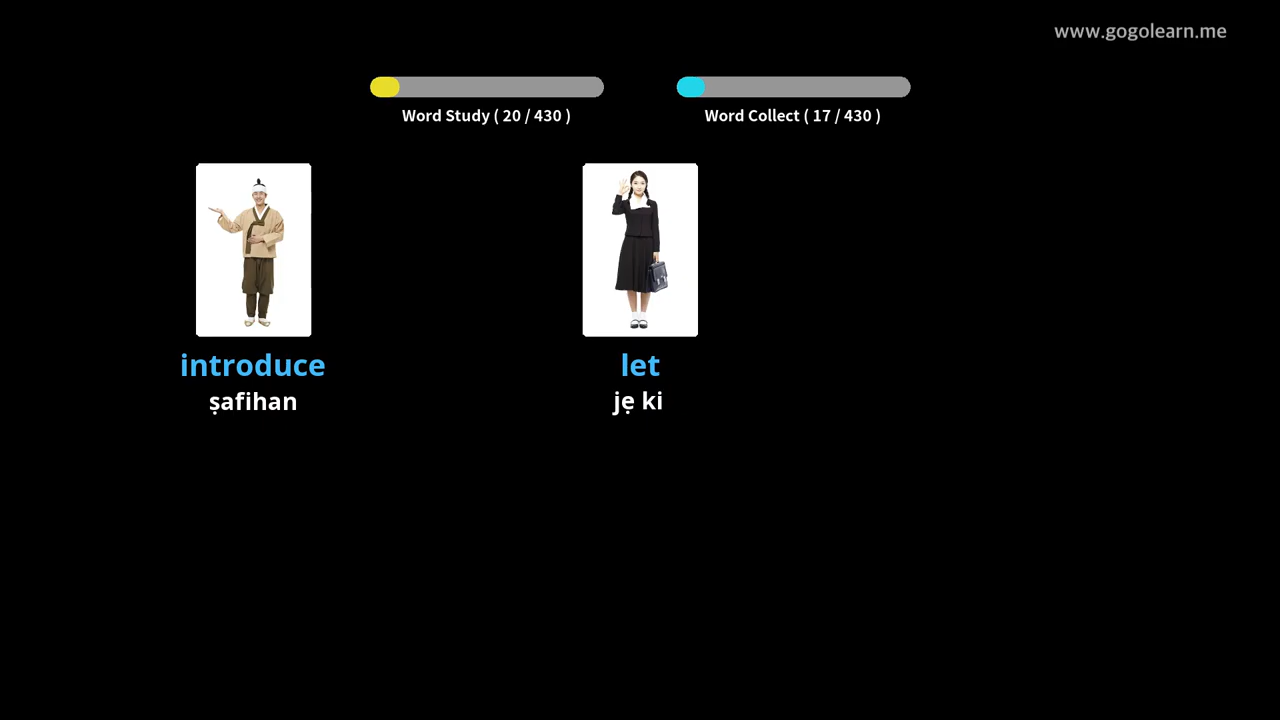 www.gogolearn.me
Word Study ( 20 / 430 )
Word Collect ( 17 / 430 )
introduce
ṣafihan
let
jẹ ki